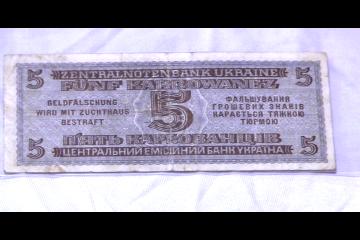 5 ZENTRALNOTENBANK UKRAINE 5
FÜNF KARBOWANEZ
GELDFÄLSCHUNG
WIRD MIT ZUCHTHAUS
BESTRAFT
5
ФАЛЬШУВАННЯ
ГРОШЕВИХ ЗНАКІВ
КАРАЄТЬСЯ ТЯЖКОЮ
ТЮРМОЮ
П'ЯТЬ КАРБОВАНЦІВ
5 ЦЕНТРАЛЬНИЙ ЕМІСІЙНИЙ БАНК УКРАЇНА 5